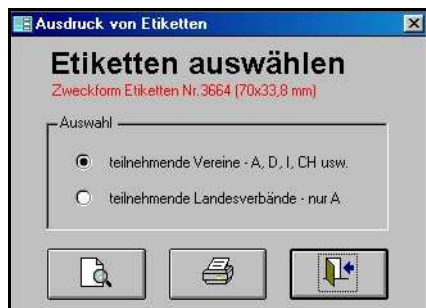 Ausdruck von Etiketten
Etiketten auswählen
Zweckform Etiketten Nr.3664 (70x33,8 mm)
Auswahl
teilnehmende Vereine - A, D, I, CH usw.
teilnehmende Landesverbände - nur A